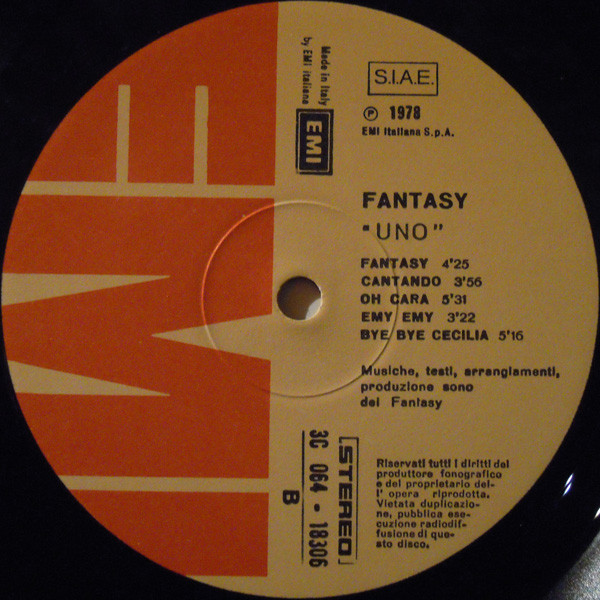 EMI
Made in Italy
by EMI Italiana
EMI
S.I.A.E.
℗ 1978
EMI Italiana S.p.A.
FANTASY
"UNO"
FANTASY 4'25
CANTANDO 3'56
OH CARA 5'31
EMY EMY 3'22
BYE BYE CECILIA 5'16
Musiche, testi, arrangiamenti,
produzione sono
dei Fantasy
STEREO
3C 064 - 18306
B
Riservati tutti i diritti del
produttore fonografico
e del proprietario del-
l' opera riprodotta.
Vietata duplicazio-
ne, pubblica ese-
cuzione radiodif-
fusione di que-
sto disco.